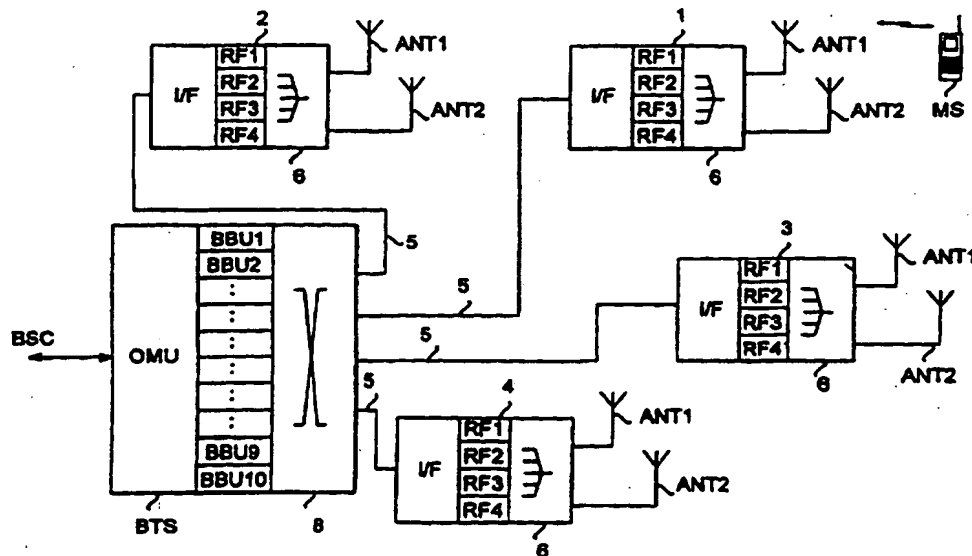 2
RF1
RF2
RF3
RF4
I/F
6
ANT1
ANT2
1
RF1
RF2
RF3
RF4
I/F
6
ANT1
ANT2
MS
BSC
OMU
BBU1
BBU2
BBU9
BBU10
BTS
8
5
5
5
5
3
RF1
RF2
RF3
RF4
I/F
6
ANT1
ANT2
4
RF1
RF2
RF3
RF4
I/F
6
ANT1
ANT2